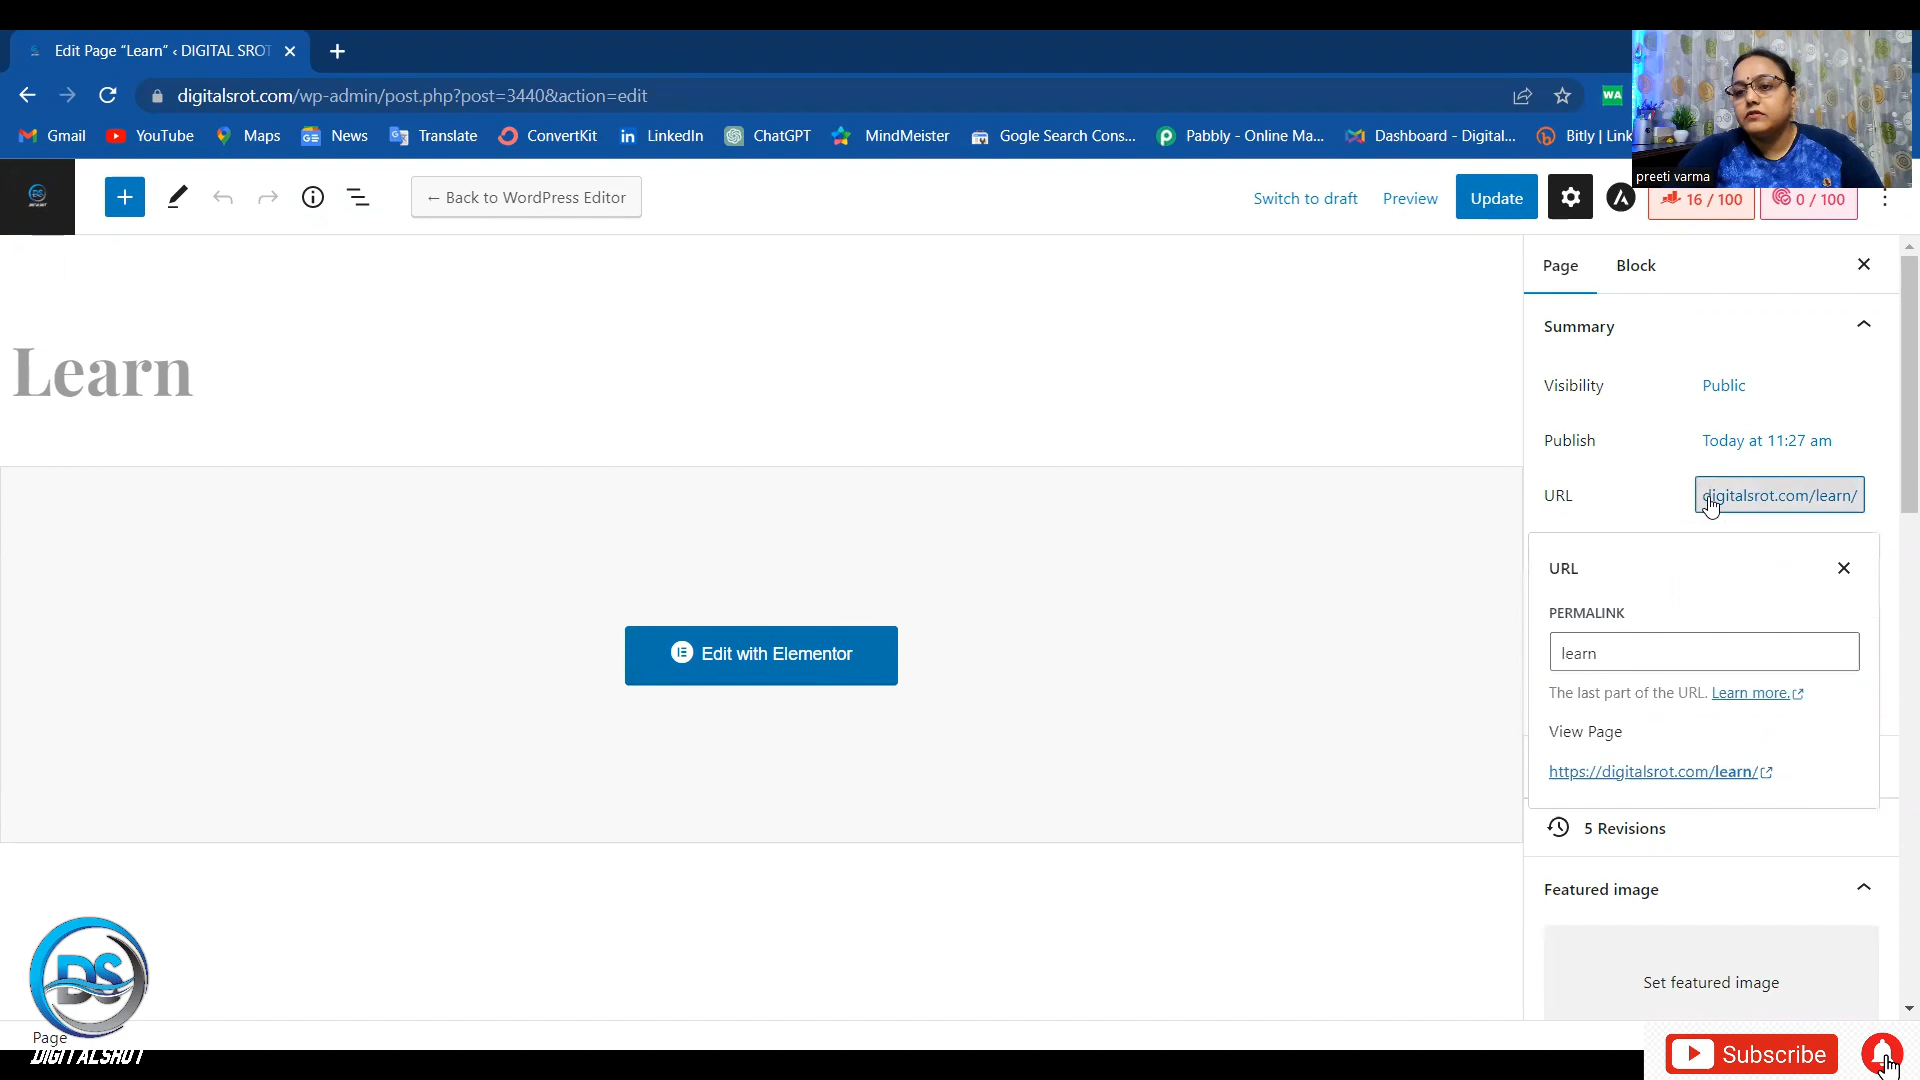 Edit Page “Learn” ‹ DIGITAL SROT
digitalsrot.com/wp-admin/post.php?post=3440&action=edit
WA
Gmail
YouTube
Maps
News
Translate
ConvertKit
LinkedIn
ChatGPT
MindMeister
Gogle Search Cons...
Pabbly - Online Ma...
Dashboard - Digital...
Bitly | Link
preeti varma
← Back to WordPress Editor
Switch to draft
Preview
Update
16 / 100
0 / 100
Page
Block
Summary
Learn
Visibility
Public
Publish
Today at 11:27 am
URL
digitalsrot.com/learn/
URL
PERMALINK
learn
Edit with Elementor
The last part of the URL. Learn more.
View Page
https://digitalsrot.com/learn/
5 Revisions
Featured image
Set featured image
DS
Page
DIGITALSROT
Subscribe